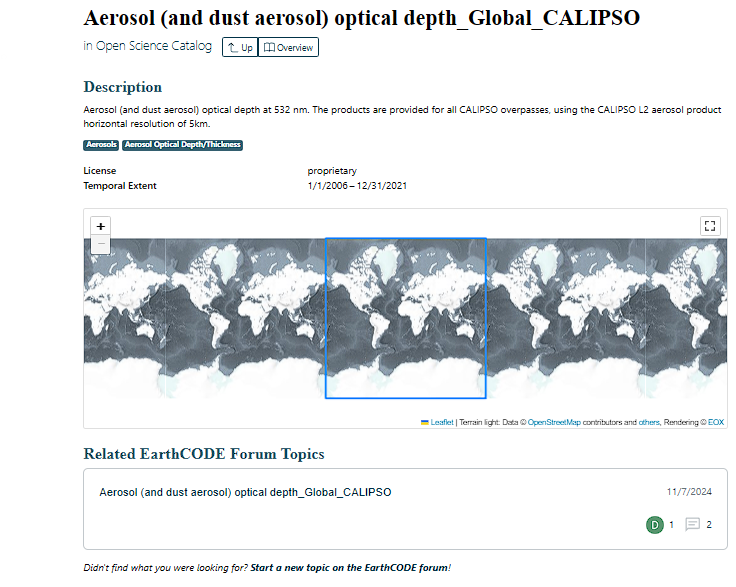 Aerosol (and dust aerosol) optical depth_Global_CALIPSO
in Open Science Catalog Up Overview
Description
Aerosol (and dust aerosol) optical depth at 532 nm. The products are provided for all CALIPSO overpasses, using the CALIPSO L2 aerosol product
horizontal resolution of 5km.
Aerosols Aerosol Optical Depth/Thickness
License proprietary
Temporal Extent 1/1/2006 – 12/31/2021
+
−
Leaflet | Terrain light: Data © OpenStreetMap contributors and others, Rendering © EOX
Related EarthCODE Forum Topics
Aerosol (and dust aerosol) optical depth_Global_CALIPSO 11/7/2024
D 1 2
Didn't find what you were looking for? Start a new topic on the EarthCODE forum!